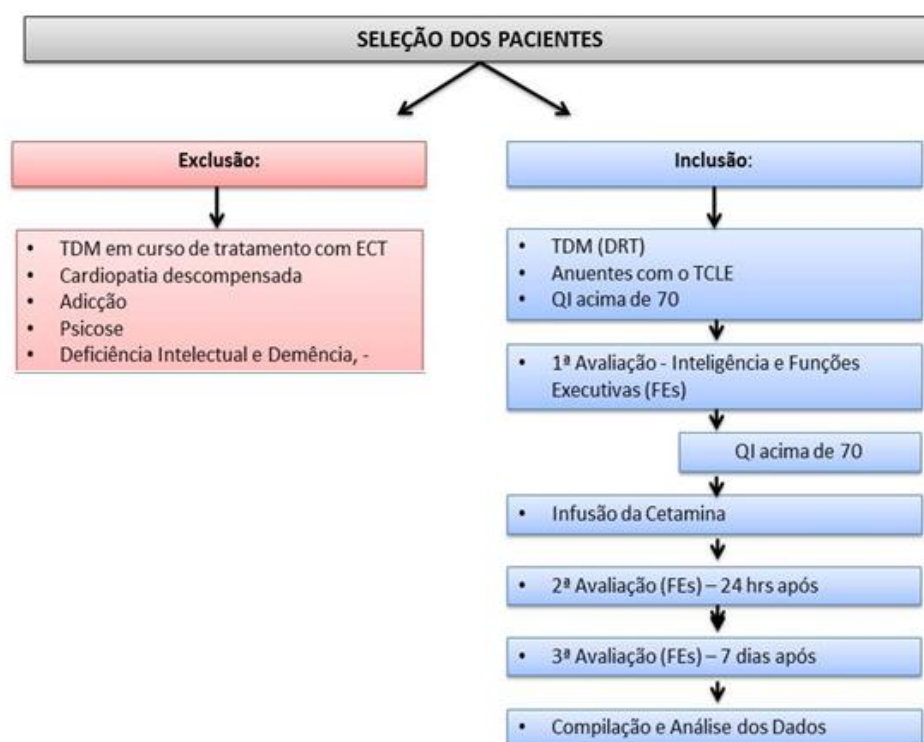 SELEÇÃO DOS PACIENTES
Exclusão:
• TDM em curso de tratamento com ECT
• Cardiopatia descompensada
• Adicção
• Psicose
• Deficiência Intelectual e Demência, -
Inclusão:
• TDM (DRT)
• Anuentes com o TCLE
• QI acima de 70
• 1ª Avaliação - Inteligência e Funções
Executivas (FEs)
QI acima de 70
• Infusão da Cetamina
• 2ª Avaliação (FEs) – 24 hrs após
• 3ª Avaliação (FEs) – 7 dias após
• Compilação e Análise dos Dados